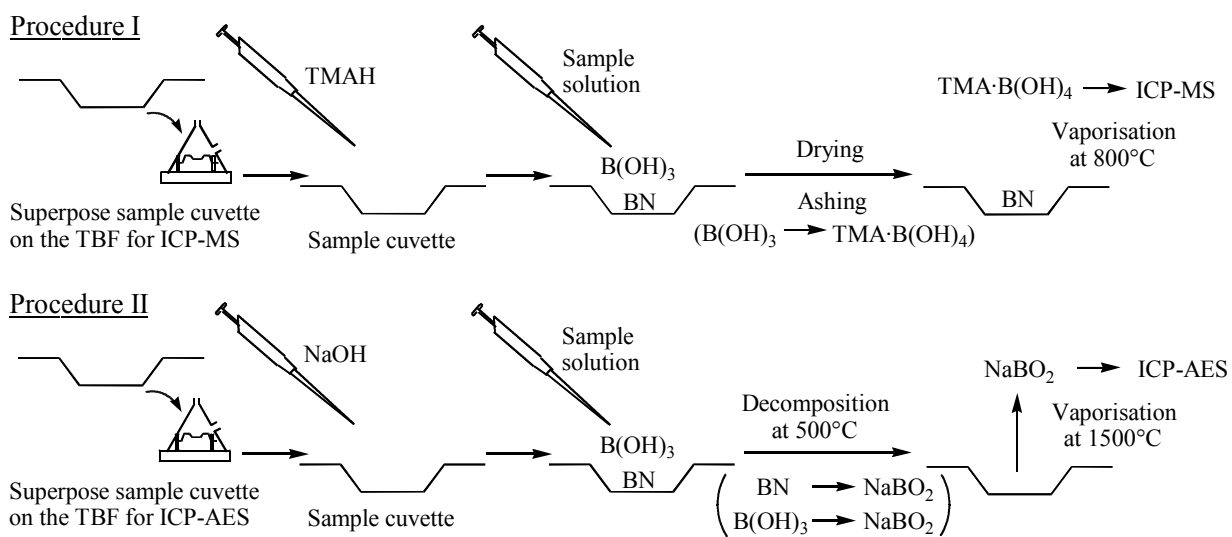 Procedure I
TMAH
Sample
solution
TMA·B(OH)₄ → ICP-MS
Vaporisation
at 800°C
B(OH)₃
BN
Drying
Ashing
(B(OH)₃ → TMA·B(OH)₄)
BN
Superpose sample cuvette
on the TBF for ICP-MS
Sample cuvette
Procedure II
NaOH
Sample
solution
NaBO₂ → ICP-AES
Vaporisation
at 1500°C
B(OH)₃
BN
Decomposition
at 500°C
BN → NaBO₂
B(OH)₃ → NaBO₂
Superpose sample cuvette
on the TBF for ICP-AES
Sample cuvette